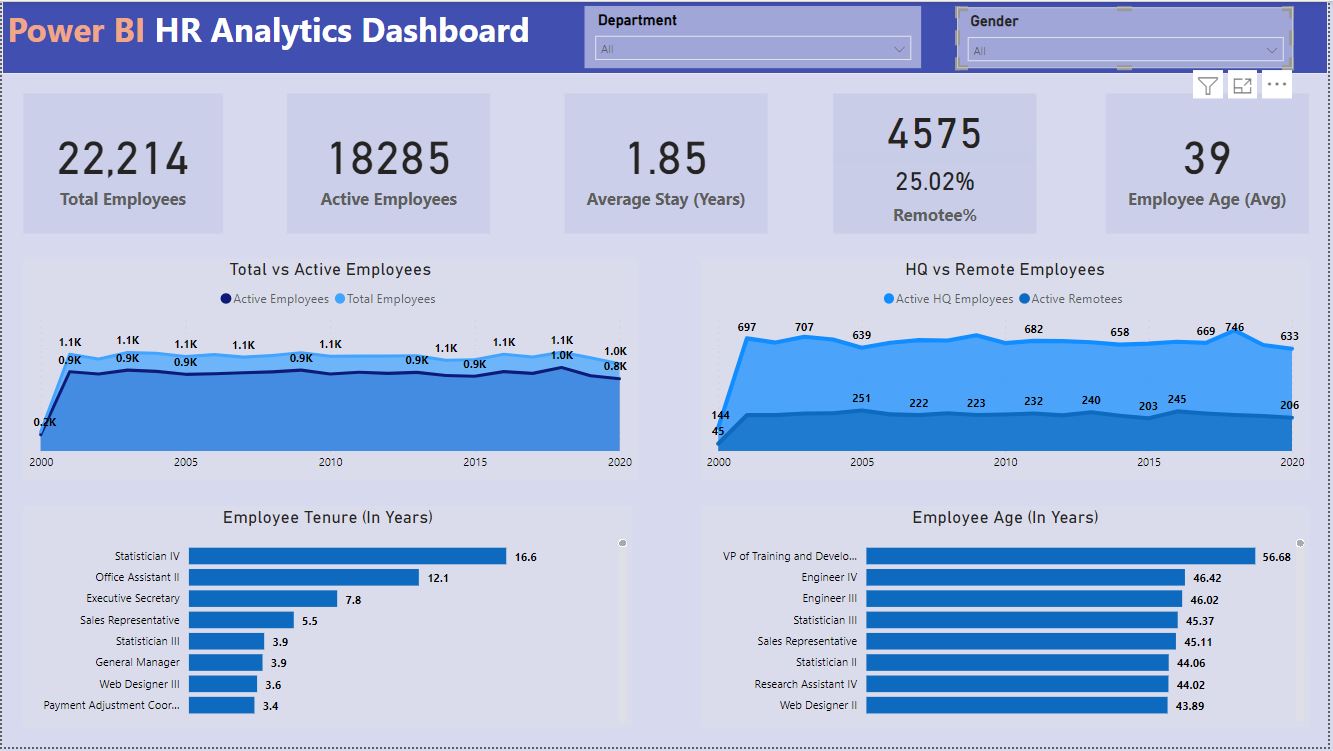 Power BI HR Analytics Dashboard
Department
All
Gender
All
22,214
Total Employees
18285
Active Employees
1.85
Average Stay (Years)
4575
25.02%
Remotee%
39
Employee Age (Avg)
Total vs Active Employees
Active Employees Total Employees
1.1K 1.1K 1.1K 1.1K 1.1K 1.1K 1.1K 1.1K 1.0K
0.9K 0.9K 0.9K 0.9K 0.9K 0.9K 1.0K 0.8K
0.2K
2000 2005 2010 2015 2020
HQ vs Remote Employees
Active HQ Employees Active Remotees
697 707 639 682 658 669 746 633
144 251 222 223 232 240 203 245 206
45
2000 2005 2010 2015 2020
Employee Tenure (In Years)
Statistician IV 16.6
Office Assistant II 12.1
Executive Secretary 7.8
Sales Representative 5.5
Statistician III 3.9
General Manager 3.9
Web Designer III 3.6
Payment Adjustment Coor... 3.4
Employee Age (In Years)
VP of Training and Develo... 56.68
Engineer IV 46.42
Engineer III 46.02
Statistician III 45.37
Sales Representative 45.11
Statistician II 44.06
Research Assistant IV 44.02
Web Designer II 43.89